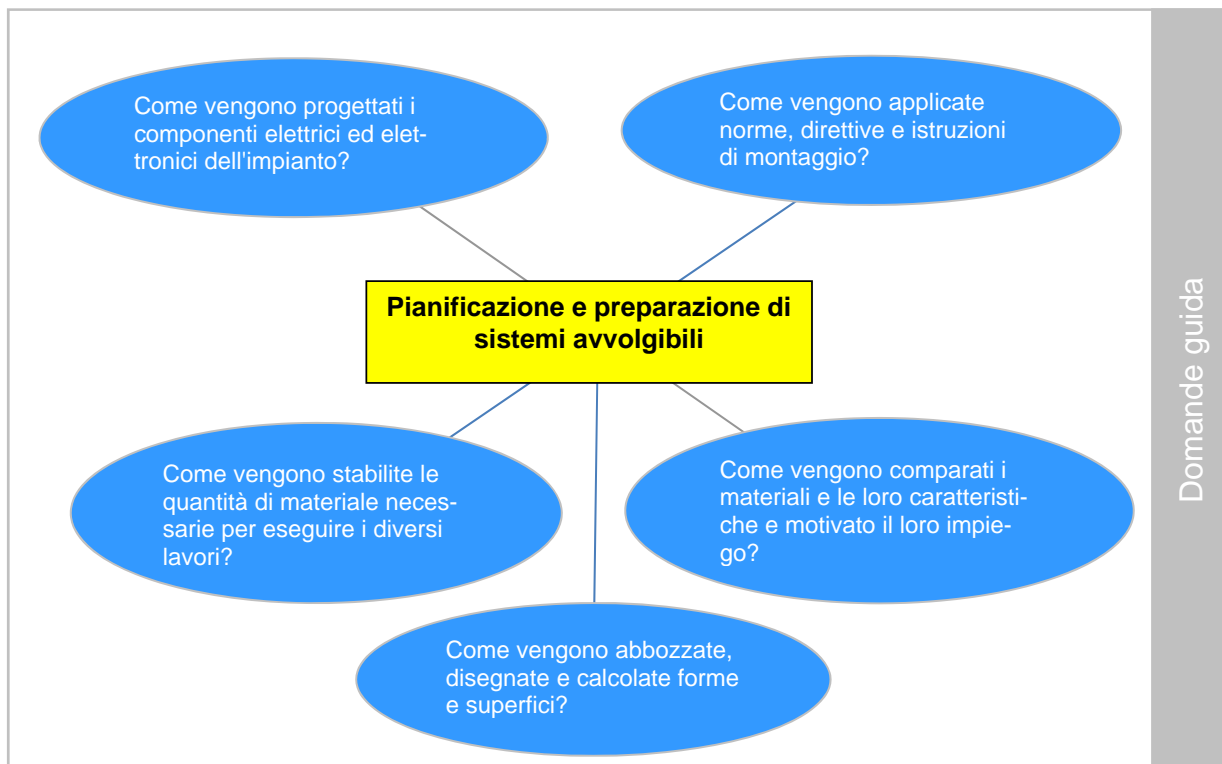 Come vengono progettati i
componenti elettrici ed elet-
tronici dell'impianto?
Come vengono applicate
norme, direttive e istruzioni
di montaggio?
Pianificazione e preparazione di
sistemi avvolgibili
Come vengono stabilite le
quantità di materiale neces-
sarie per eseguire i diversi
lavori?
Come vengono comparati i
materiali e le loro caratteristi-
che e motivato il loro impie-
go?
Come vengono abbozzate,
disegnate e calcolate forme
e superfici?
Domande guida